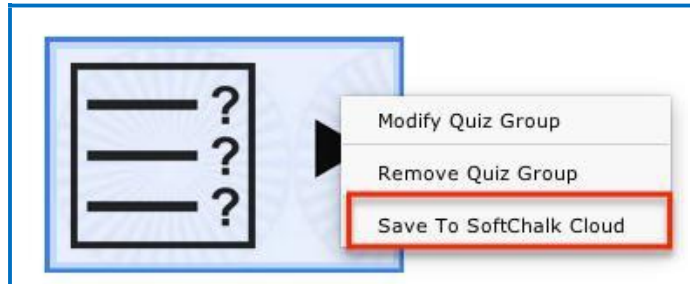 ?
?
?
Modify Quiz Group
Remove Quiz Group
Save To SoftChalk Cloud